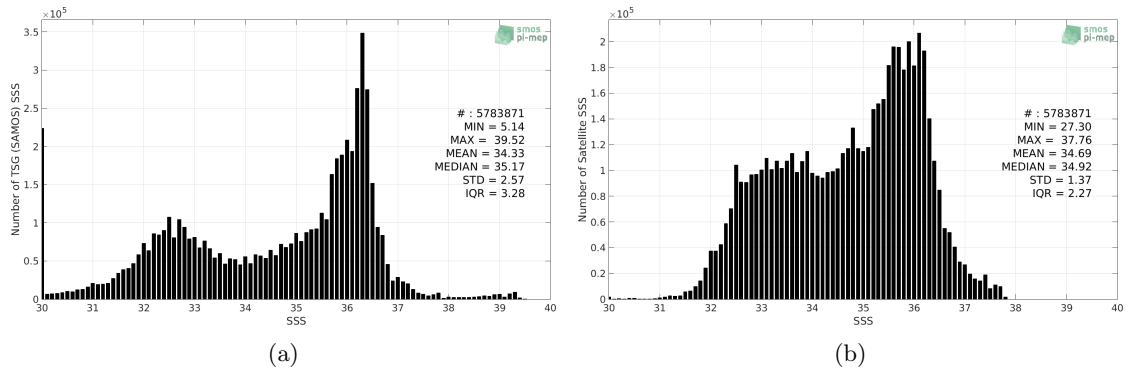 ×10⁵
3.5
3
2.5
2
1.5
1
0.5
0
30 31 32 33 34 35 36 37 38 39 40
SSS
Number of TSG (SAMOS) SSS
smos
pi-mep
# : 5783871
MIN = 5.14
MAX = 39.52
MEAN = 34.33
MEDIAN = 35.17
STD = 2.57
IQR = 3.28
(a)
×10⁵
2
1.8
1.6
1.4
1.2
1
0.8
0.6
0.4
0.2
0
30 31 32 33 34 35 36 37 38 39 40
SSS
Number of Satellite SSS
smos
pi-mep
# : 5783871
MIN = 27.30
MAX = 37.76
MEAN = 34.69
MEDIAN = 34.92
STD = 1.37
IQR = 2.27
(b)